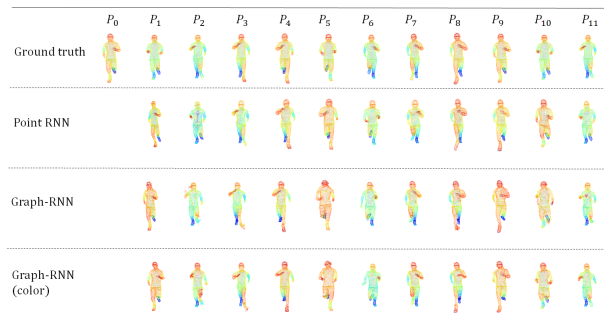 P0 P1 P2 P3 P4 P5 P6 P7 P8 P9 P10 P11
Ground truth
Point RNN
Graph-RNN
Graph-RNN
(color)